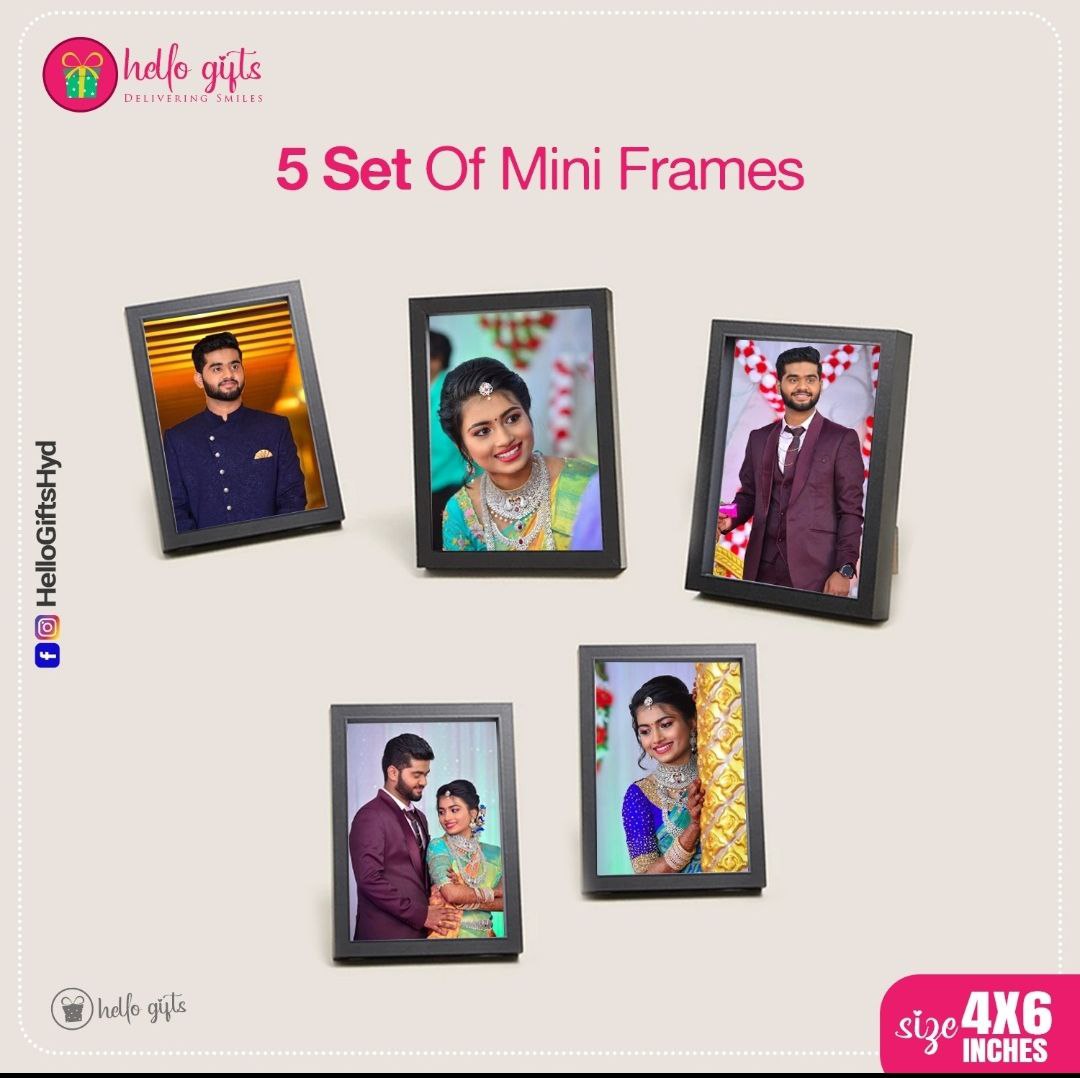 hello gifts
DELIVERING SMILES
5 Set Of Mini Frames
HelloGiftsHyd
hello gifts
size 4X6
INCHES